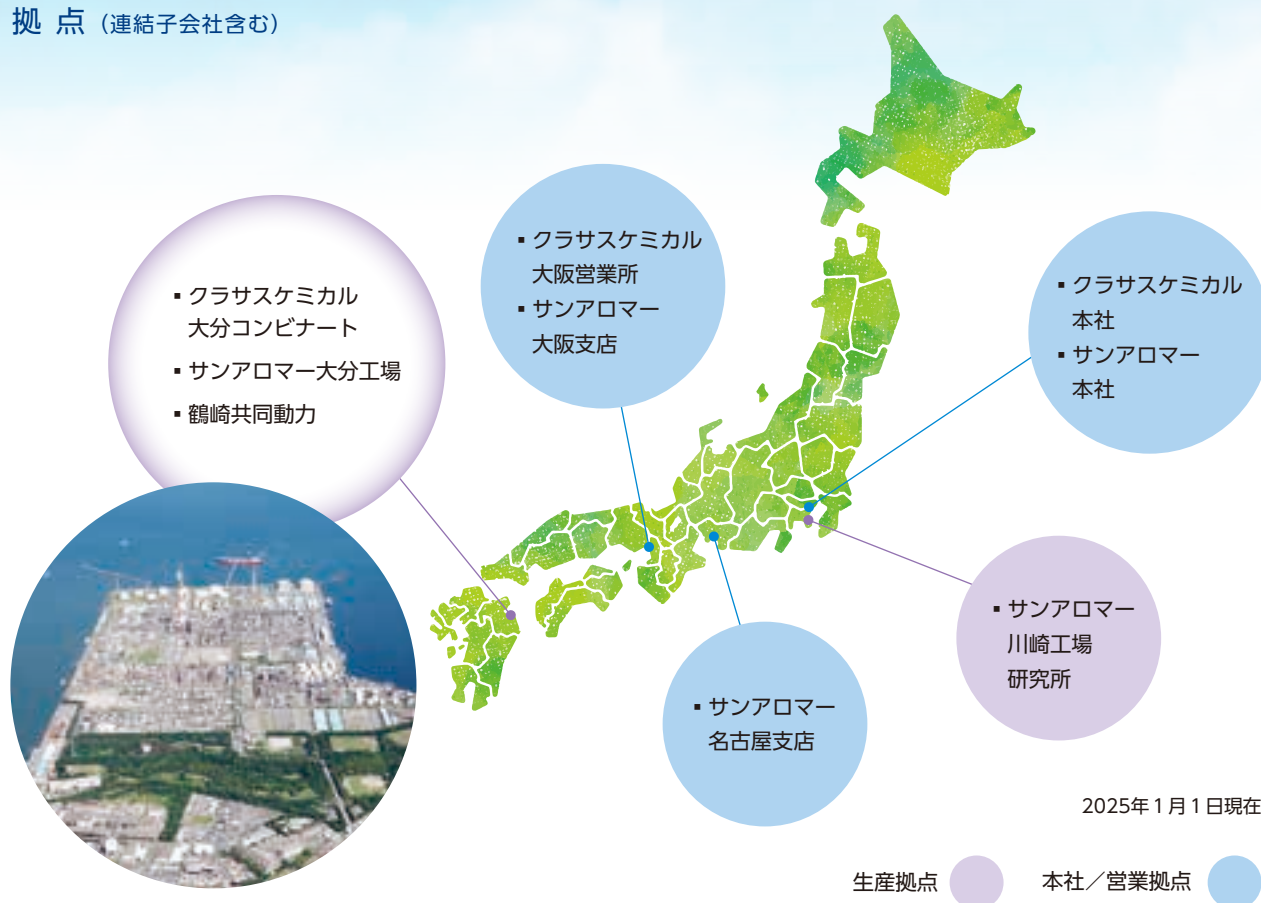 拠 点 (連結子会社含む)
▪ クラサスケミカル
大分コンビナート
▪ サンアロマー大分工場
▪ 鶴崎共同動力
▪ クラサスケミカル
大阪営業所
▪ サンアロマー
大阪支店
▪ クラサスケミカル
本社
▪ サンアロマー
本社
▪ サンアロマー
川崎工場
研究所
▪ サンアロマー
名古屋支店
2025年1月1日現在
生産拠点
本社／営業拠点